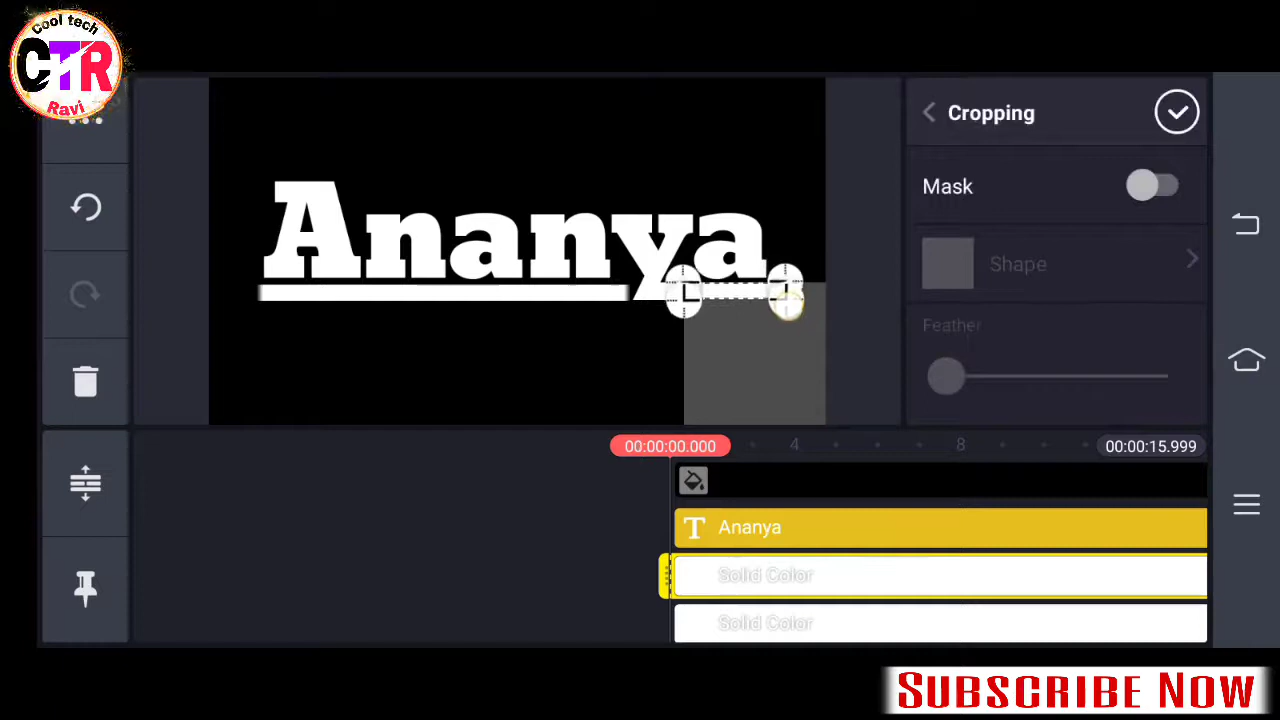 Cool tech
CTR
Ravi
Cropping
Mask
Ananya
Shape
Feather
00:00:00.000
4
8
00:00:15.999
T Ananya
Solid Color
Solid Color
SUBSCRIBE NOW